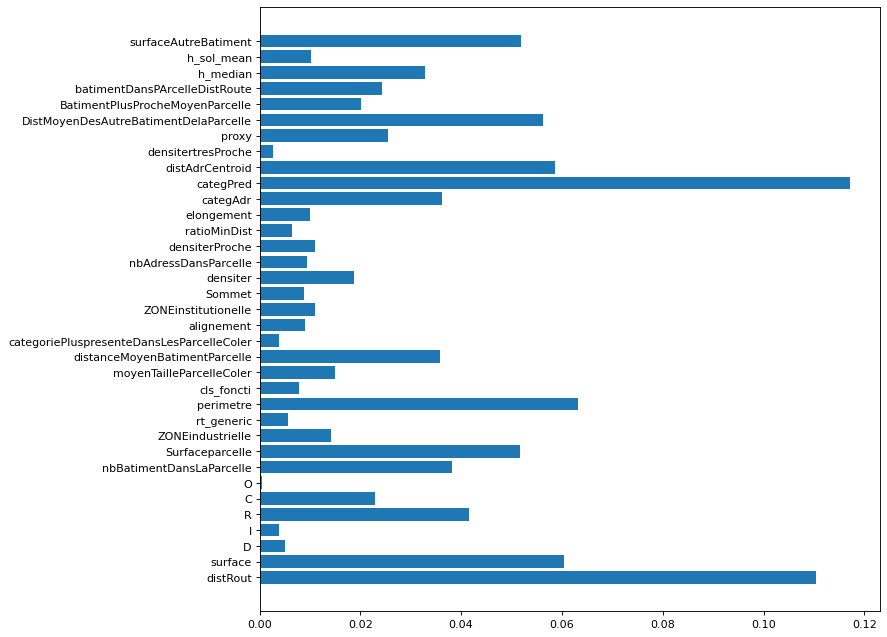 surfaceAutreBatiment
h_sol_mean
h_median
batimentDansPArcelleDistRoute
BatimentPlusProcheMoyenParcelle
DistMoyenDesAutreBatimentDelaParcelle
proxy
densitertresProche
distAdrCentroid
categPred
categAdr
elongement
ratioMinDist
densiterProche
nbAdressDansParcelle
densiter
Sommet
ZONEinstitutionelle
alignement
categoriePluspresenteDansLesParcelleColer
distanceMoyenBatimentParcelle
moyenTailleParcelleColer
cls_foncti
perimetre
rt_generic
ZONEindustrielle
Surfaceparcelle
nbBatimentDansLaParcelle
O
C
R
I
D
surface
distRout
0.00 0.02 0.04 0.06 0.08 0.10 0.12